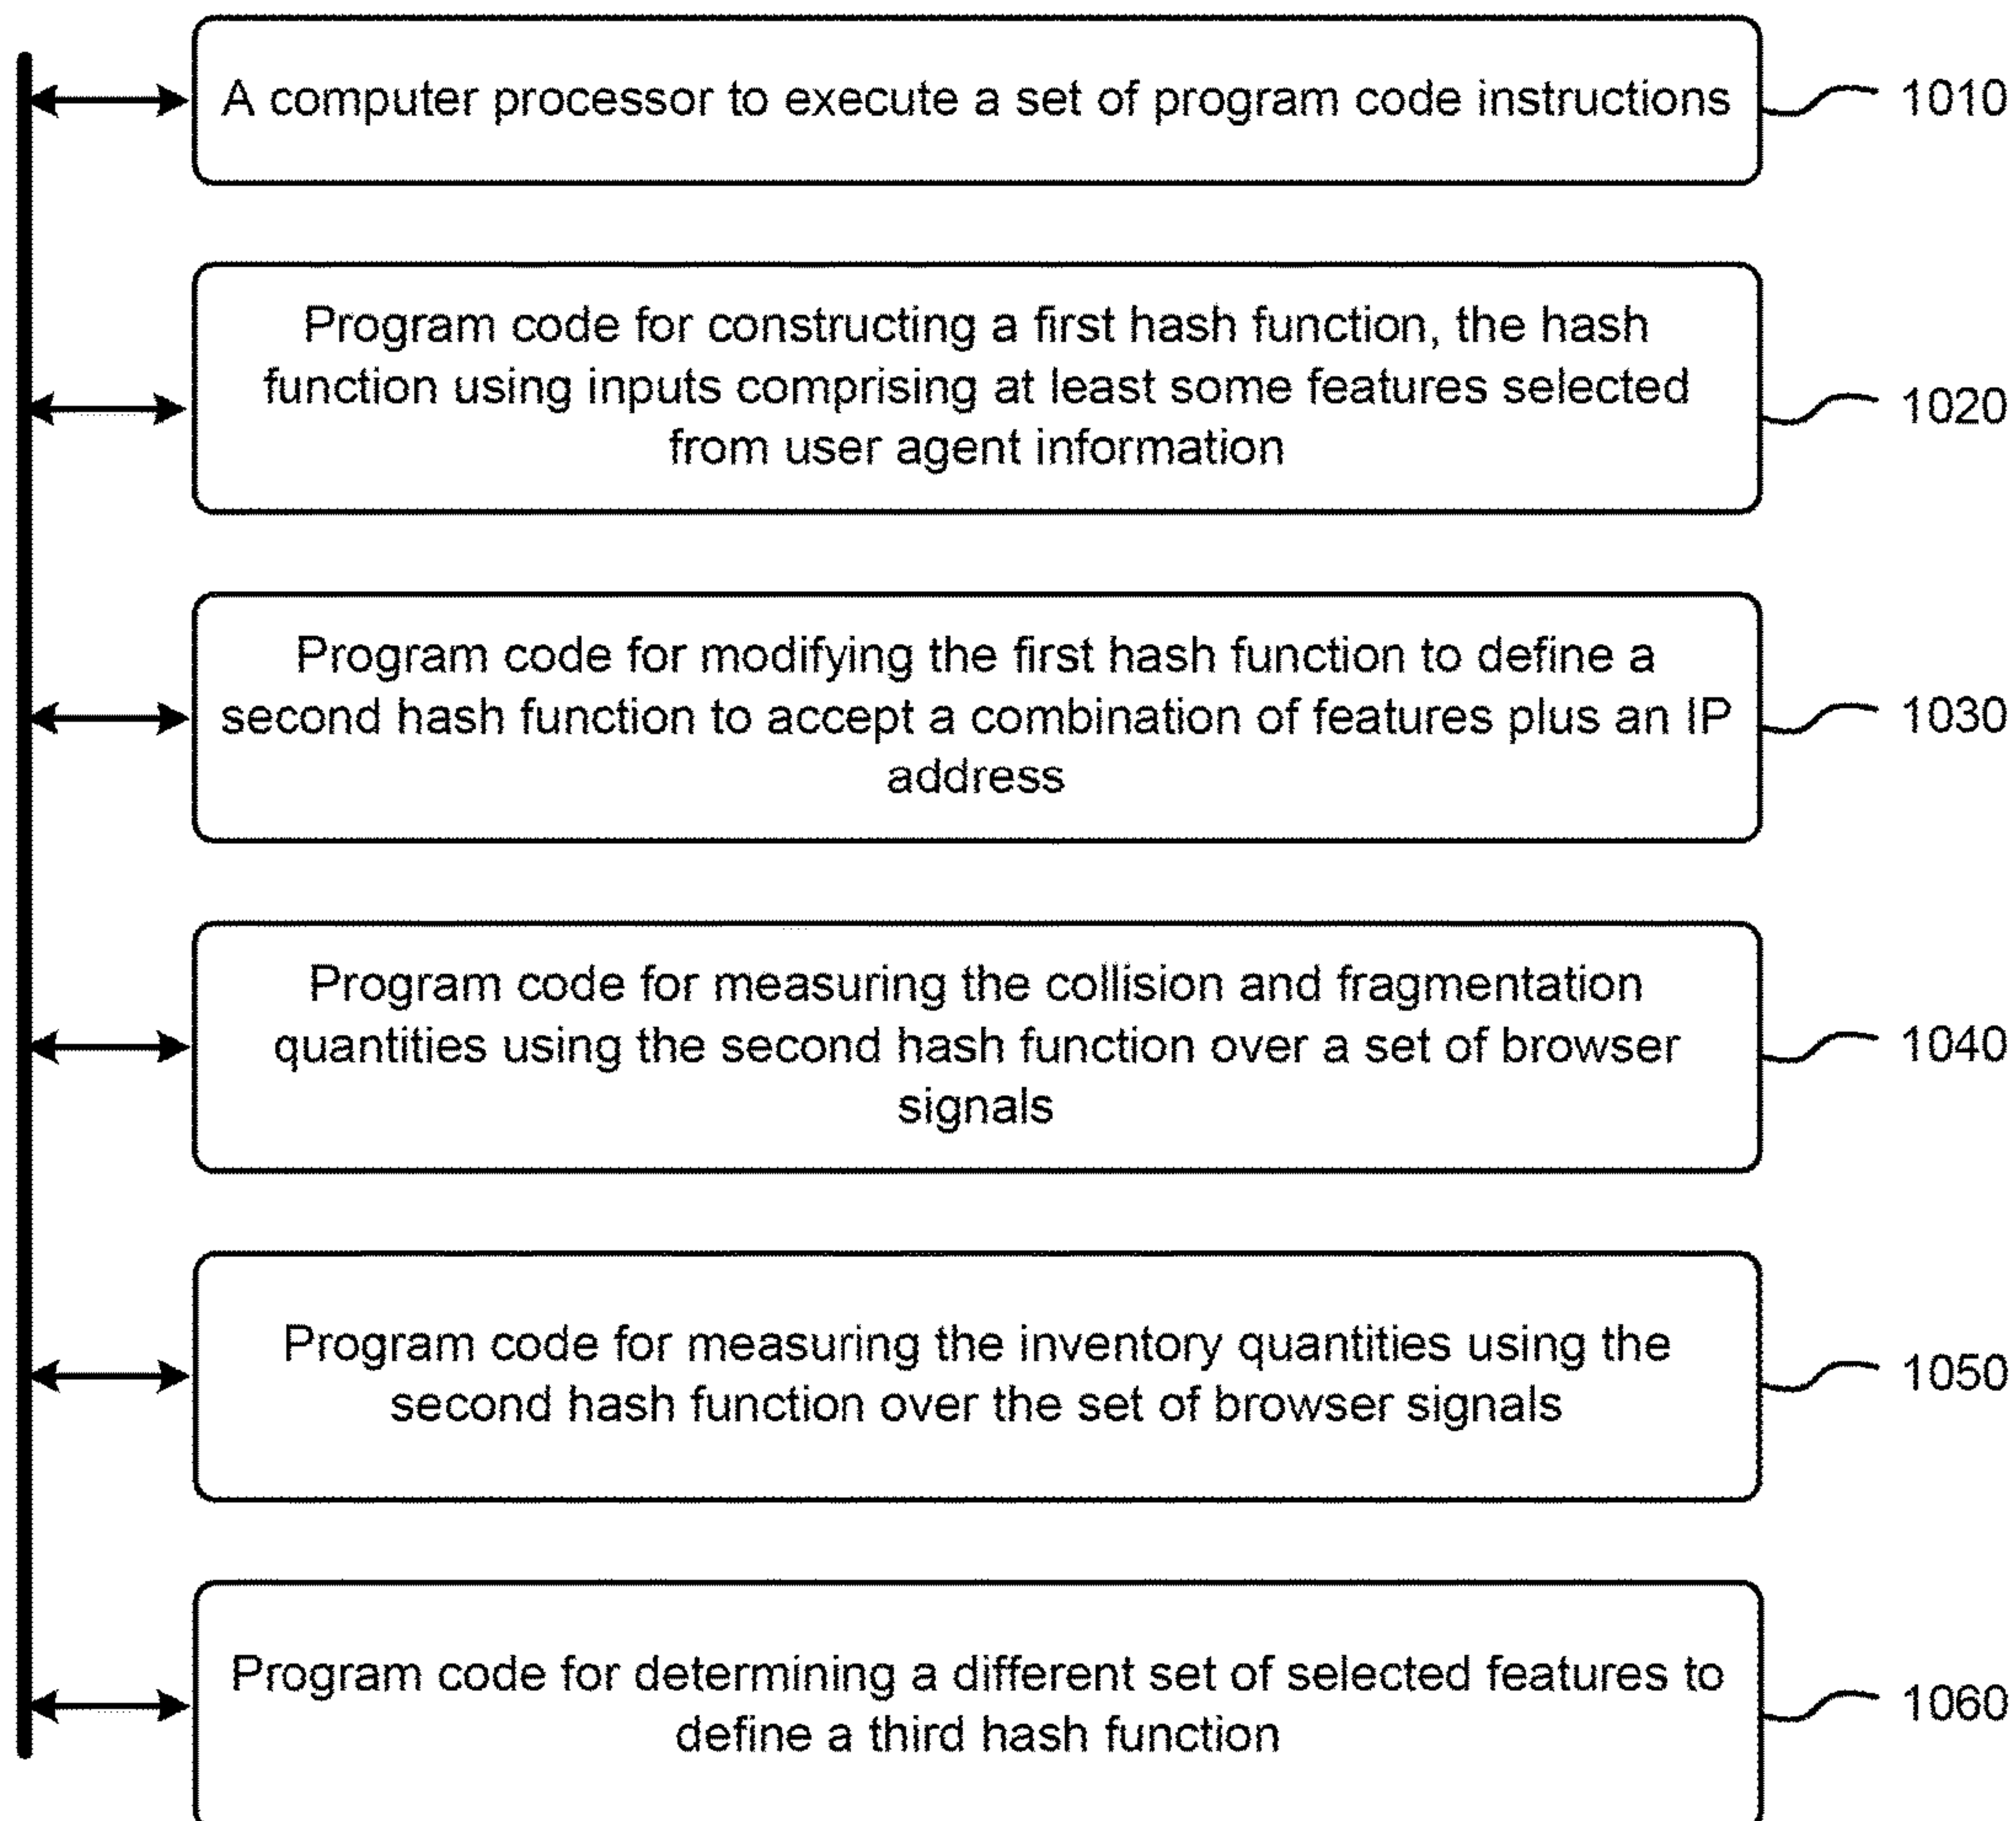 A computer processor to execute a set of program code instructions
1010
Program code for constructing a first hash function, the hash
function using inputs comprising at least some features selected
from user agent information
1020
Program code for modifying the first hash function to define a
second hash function to accept a combination of features plus an IP
address
1030
Program code for measuring the collision and fragmentation
quantities using the second hash function over a set of browser
signals
1040
Program code for measuring the inventory quantities using the
second hash function over the set of browser signals
1050
Program code for determining a different set of selected features to
define a third hash function
1060